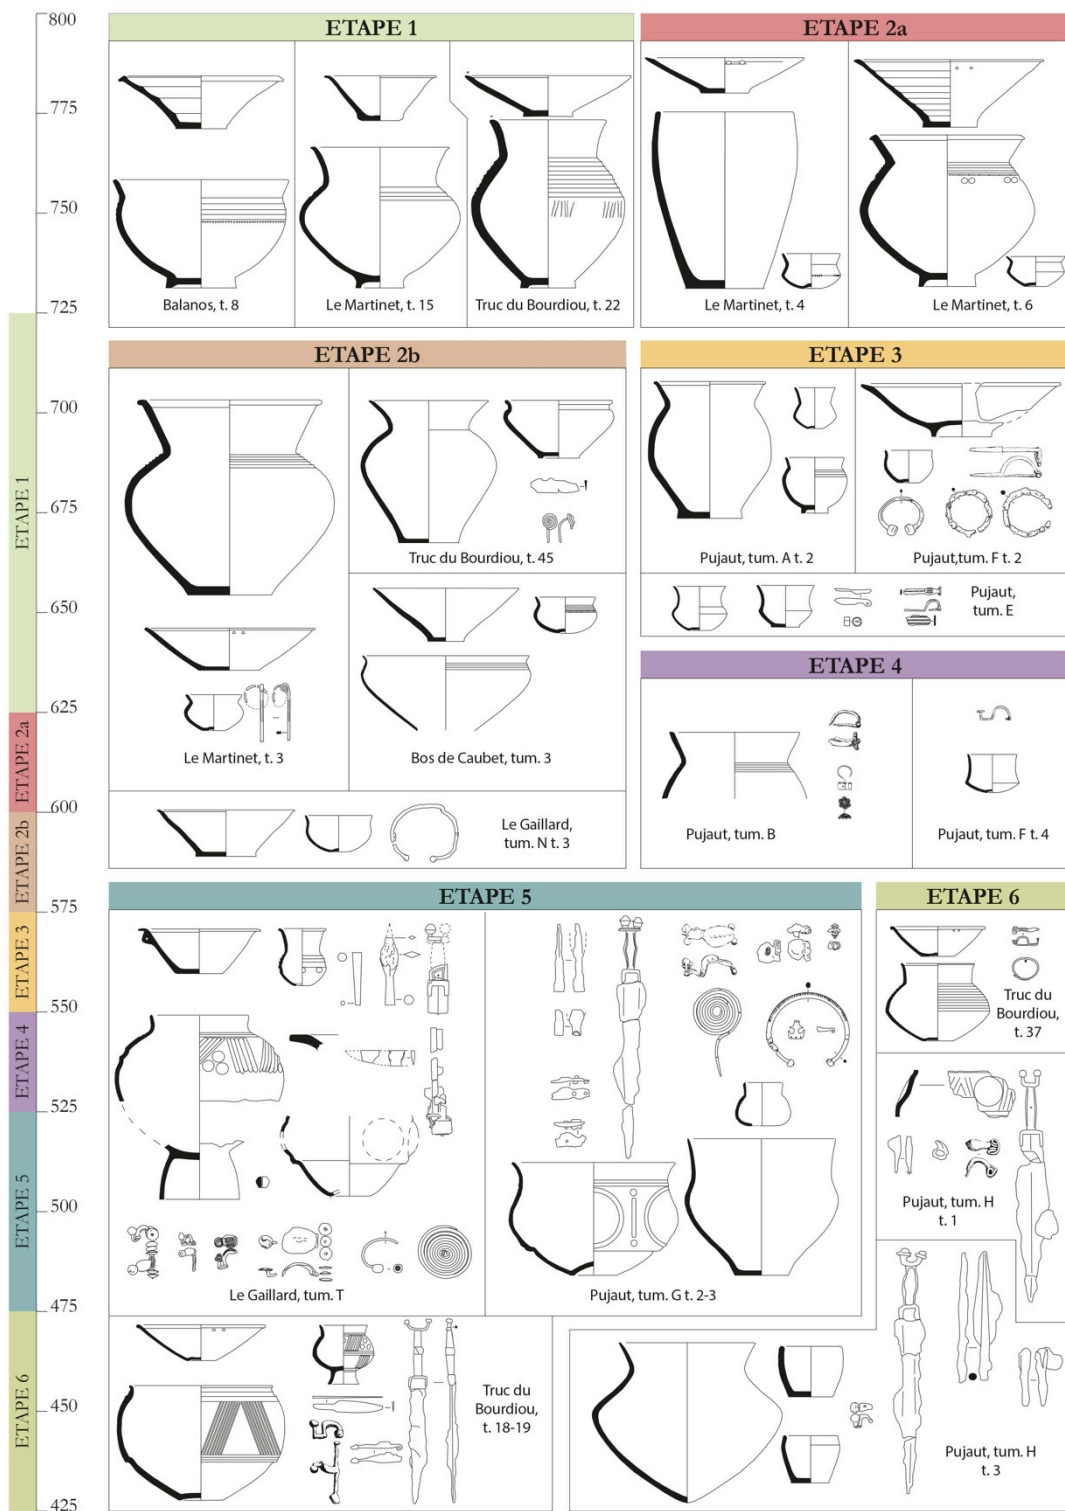 800
775
750
725
700
675
650
625
600
575
550
525
500
475
450
425
ETAPE 1
ETAPE 2a
ETAPE 2b
ETAPE 3
ETAPE 4
ETAPE 5
ETAPE 6
ETAPE 1
Balanos, t. 8
Le Martinet, t. 15
Truc du Bourdiou, t. 22
ETAPE 2a
Le Martinet, t. 4
Le Martinet, t. 6
ETAPE 2b
Le Martinet, t. 3
Truc du Bourdiou, t. 45
Bos de Caubet, tum. 3
Le Gaillard,
tum. N t. 3
ETAPE 3
Pujaut, tum. A t. 2
Pujaut,tum. F t. 2
Pujaut,
tum. E
ETAPE 4
Pujaut, tum. B
Pujaut, tum. F t. 4
ETAPE 5
Le Gaillard, tum. T
Pujaut, tum. G t. 2-3
Truc du
Bourdiou,
t. 18-19
ETAPE 6
Truc du
Bourdiou,
t. 37
Pujaut, tum. H
t. 1
Pujaut, tum. H
t. 3